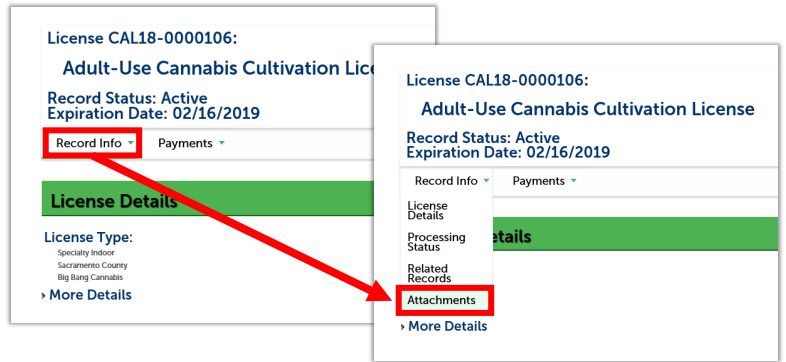 License CAL18-0000106:
Adult-Use Cannabis Cultivation Lice
Record Status: Active
Expiration Date: 02/16/2019
Record Info Payments
License Details
License Type:
Specialty Indoor
Sacramento County
Big Bang Cannabis
More Details
License CAL18-0000106:
Adult-Use Cannabis Cultivation License
Record Status: Active
Expiration Date: 02/16/2019
Record Info Payments
License
Details
Processing
Status
etails
Related
Records
Attachments
More Details